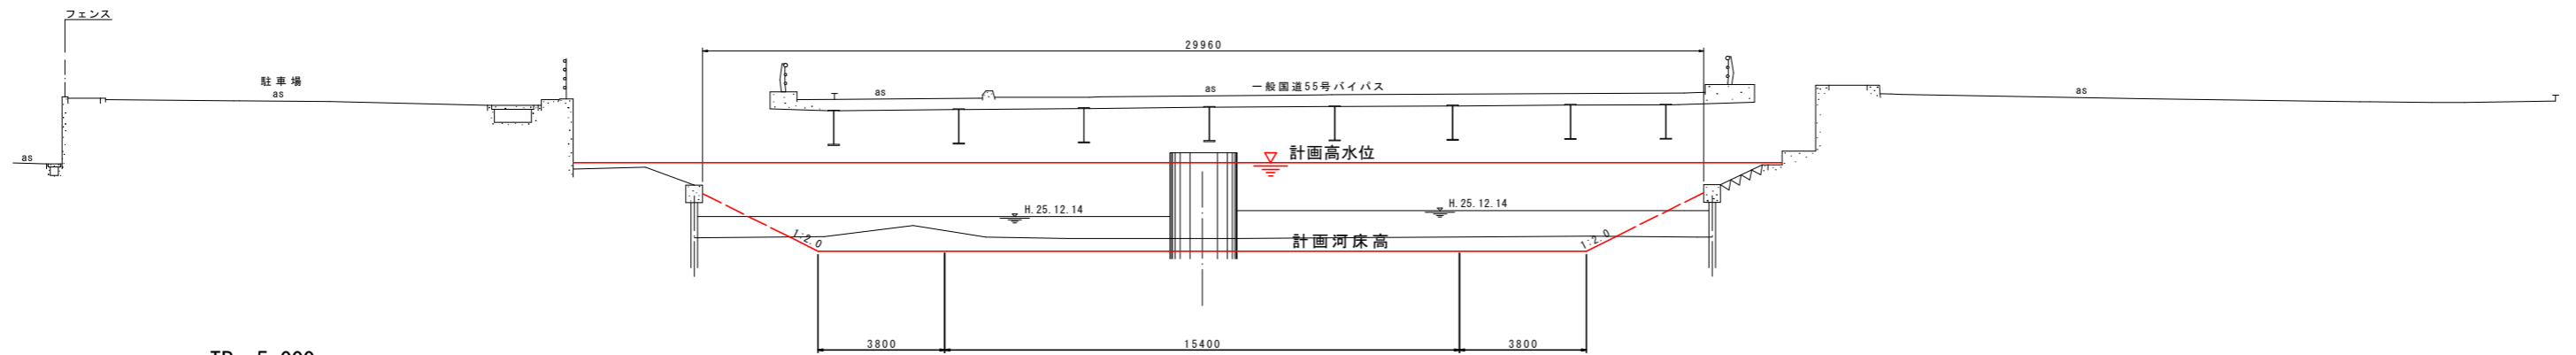 フェンス
29960
駐車場
as
as
as
一般国道55号バイパス
as
計画高水位
as
H.25.12.14
H.25.12.14
1:2.0
計画河床高
1:2.0
3800
15400
3800